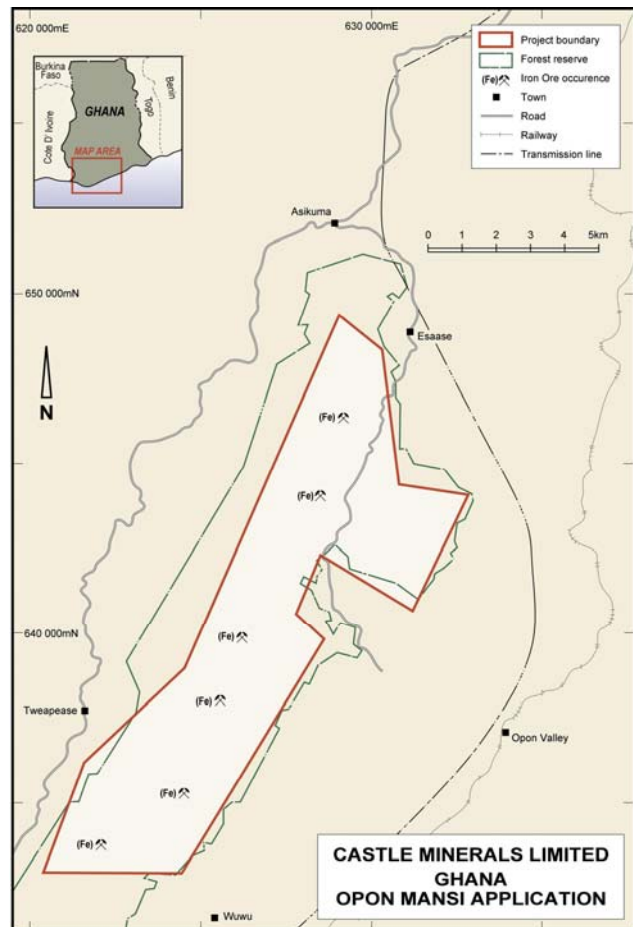 620 000mE
630 000mE
Burkina
Faso
Benin
GHANA
Togo
Cote D' Ivoire
MAP AREA
Project boundary
Forest reserve
(Fe) Iron Ore occurence
Town
Road
Railway
Transmission line
Asikuma
0 1 2 3 4 5km
650 000mN
Esaase
N
(Fe)
(Fe)
640 000mN
(Fe)
(Fe)
Tweapease
Opon Valley
(Fe)
(Fe)
CASTLE MINERALS LIMITED
GHANA
OPON MANSI APPLICATION
Wuwu